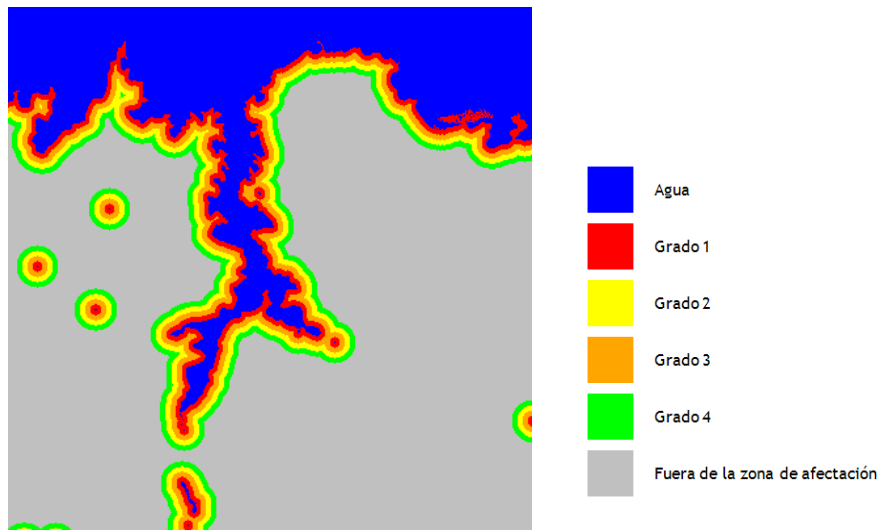 Agua
Grado 1
Grado 2
Grado 3
Grado 4
Fuera de la zona de afectación